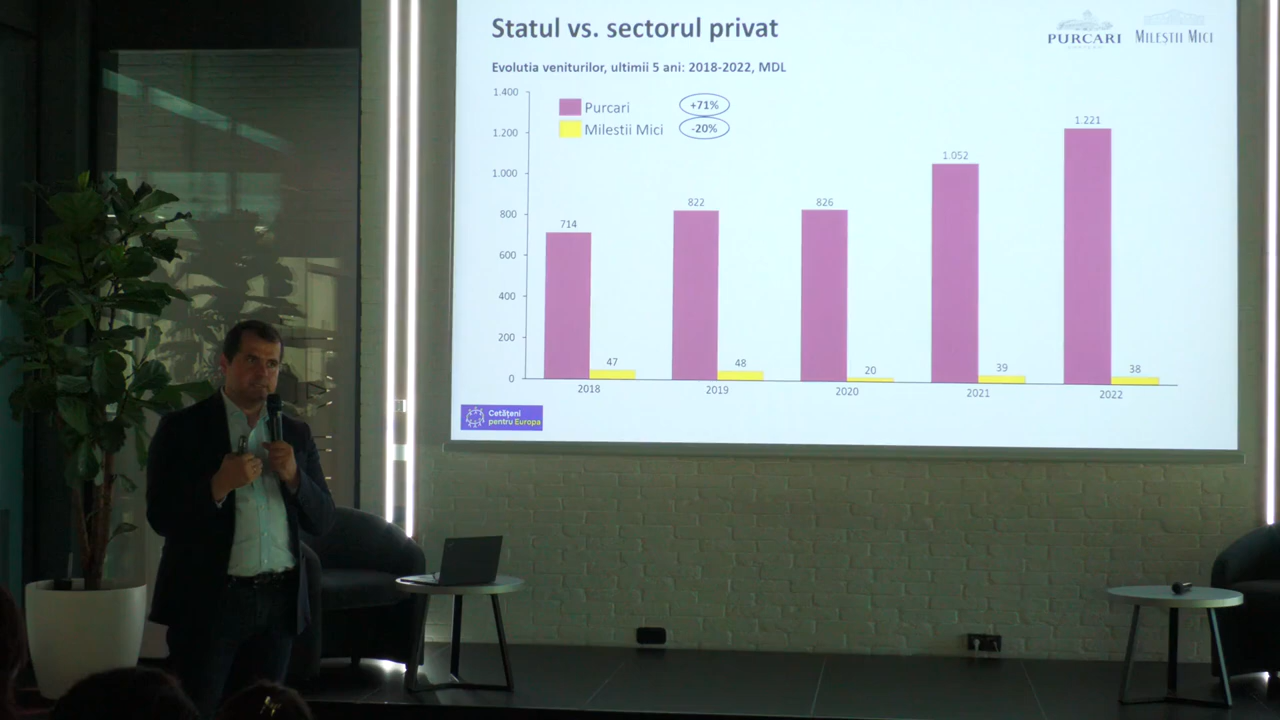 Statul vs. sectorul privat
PURCARI
MILEȘTII MICI
Evolutia veniturilor, ultimii 5 ani: 2018-2022, MDL
1.400
1.200
1.000
800
600
400
200
0
Purcari +71%
Milestii Mici -20%
714
47
822
48
826
20
1.052
39
1.221
38
2018
2019
2020
2021
2022
Cetățeni
pentru Europa